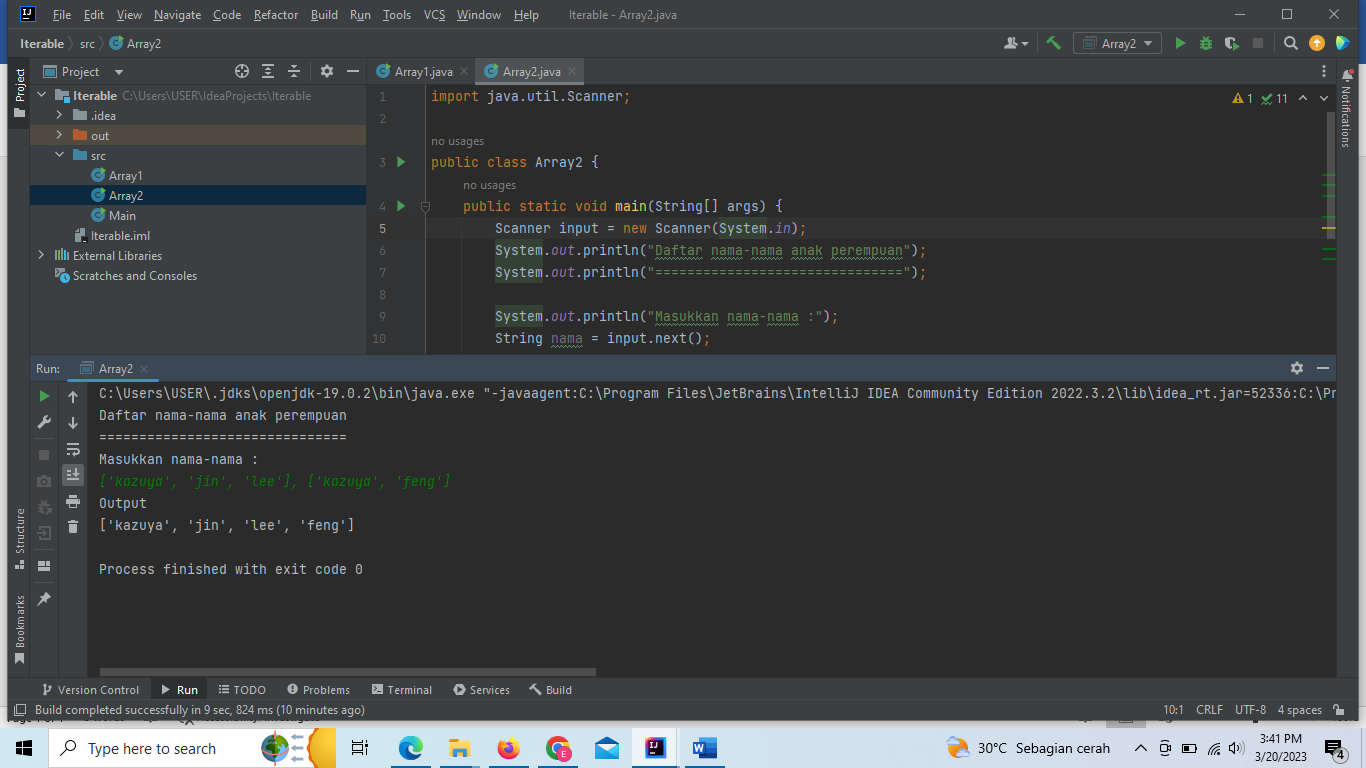 File Edit View Navigate Code Refactor Build Run Tools VCS Window Help Iterable - Array2.java
Iterable src Array2 Array2
Project
Array1.java Array2.java
Iterable C:\Users\USER\IdeaProjects\Iterable
.idea
out
src
Array1
Array2
Main
Iterable.iml
External Libraries
Scratches and Consoles
Project
Notifications
1 11
1 import java.util.Scanner;
2
no usages
3 public class Array2 {
no usages
4 public static void main(String[] args) {
5 Scanner input = new Scanner(System.in);
6 System.out.println("Daftar nama-nama anak perempuan");
7 System.out.println("===============================");
8
9 System.out.println("Masukkan nama-nama :");
10 String nama = input.next();
Run: Array2
C:\Users\USER\.jdks\openjdk-19.0.2\bin\java.exe "-javaagent:C:\Program Files\JetBrains\IntelliJ IDEA Community Edition 2022.3.2\lib\idea_rt.jar=52336:C:\Pr
Daftar nama-nama anak perempuan
===============================
Masukkan nama-nama :
['kazuya', 'jin', 'lee'], ['kazuya', 'feng']
Output
['kazuya', 'jin', 'lee', 'feng']
Process finished with exit code 0
Structure
Bookmarks
Version Control Run TODO Problems Terminal Services Build
Build completed successfully in 9 sec, 824 ms (10 minutes ago) 10:1 CRLF UTF-8 4 spaces
Type here to search 30°C Sebagian cerah 3:41 PM
3/20/2023 4